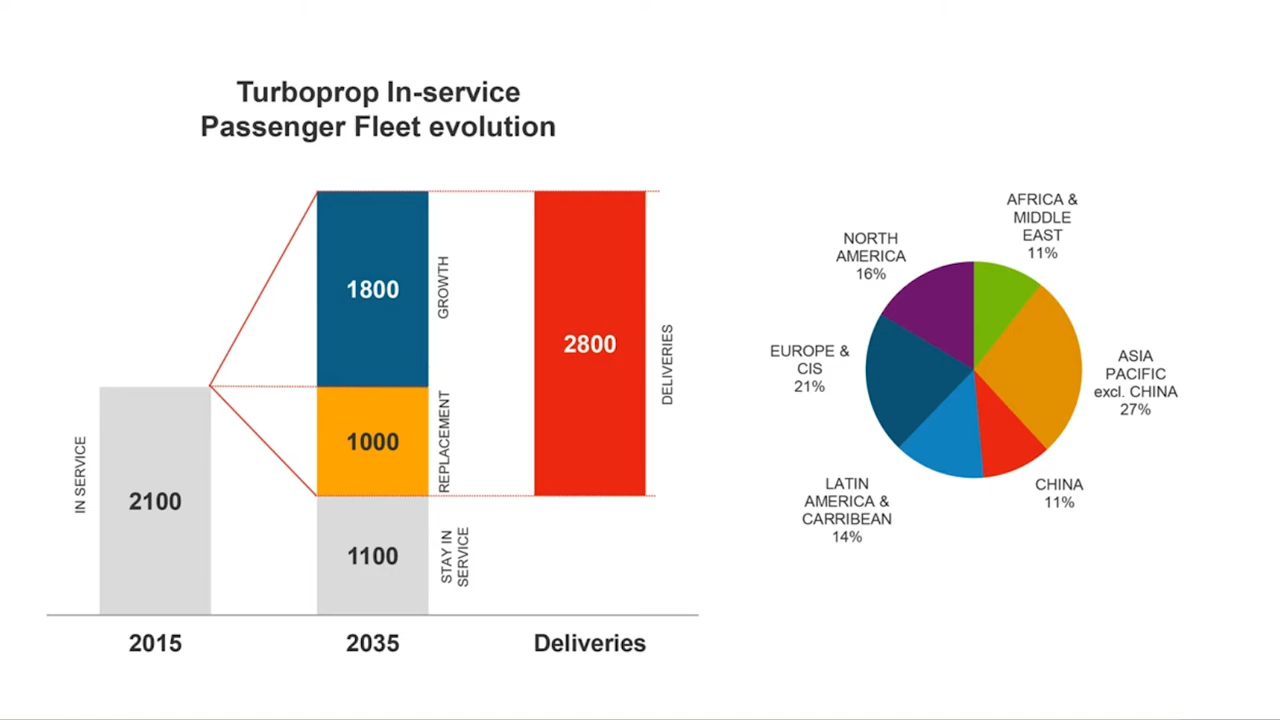 Turboprop In-service
Passenger Fleet evolution
IN SERVICE
2100
1800
GROWTH
1000
REPLACEMENT
1100
STAY IN
SERVICE
2800
DELIVERIES
2015
2035
Deliveries
AFRICA &
MIDDLE
EAST
11%
NORTH
AMERICA
16%
EUROPE &
CIS
21%
ASIA
PACIFIC
excl. CHINA
27%
LATIN
AMERICA &
CARRIBEAN
14%
CHINA
11%